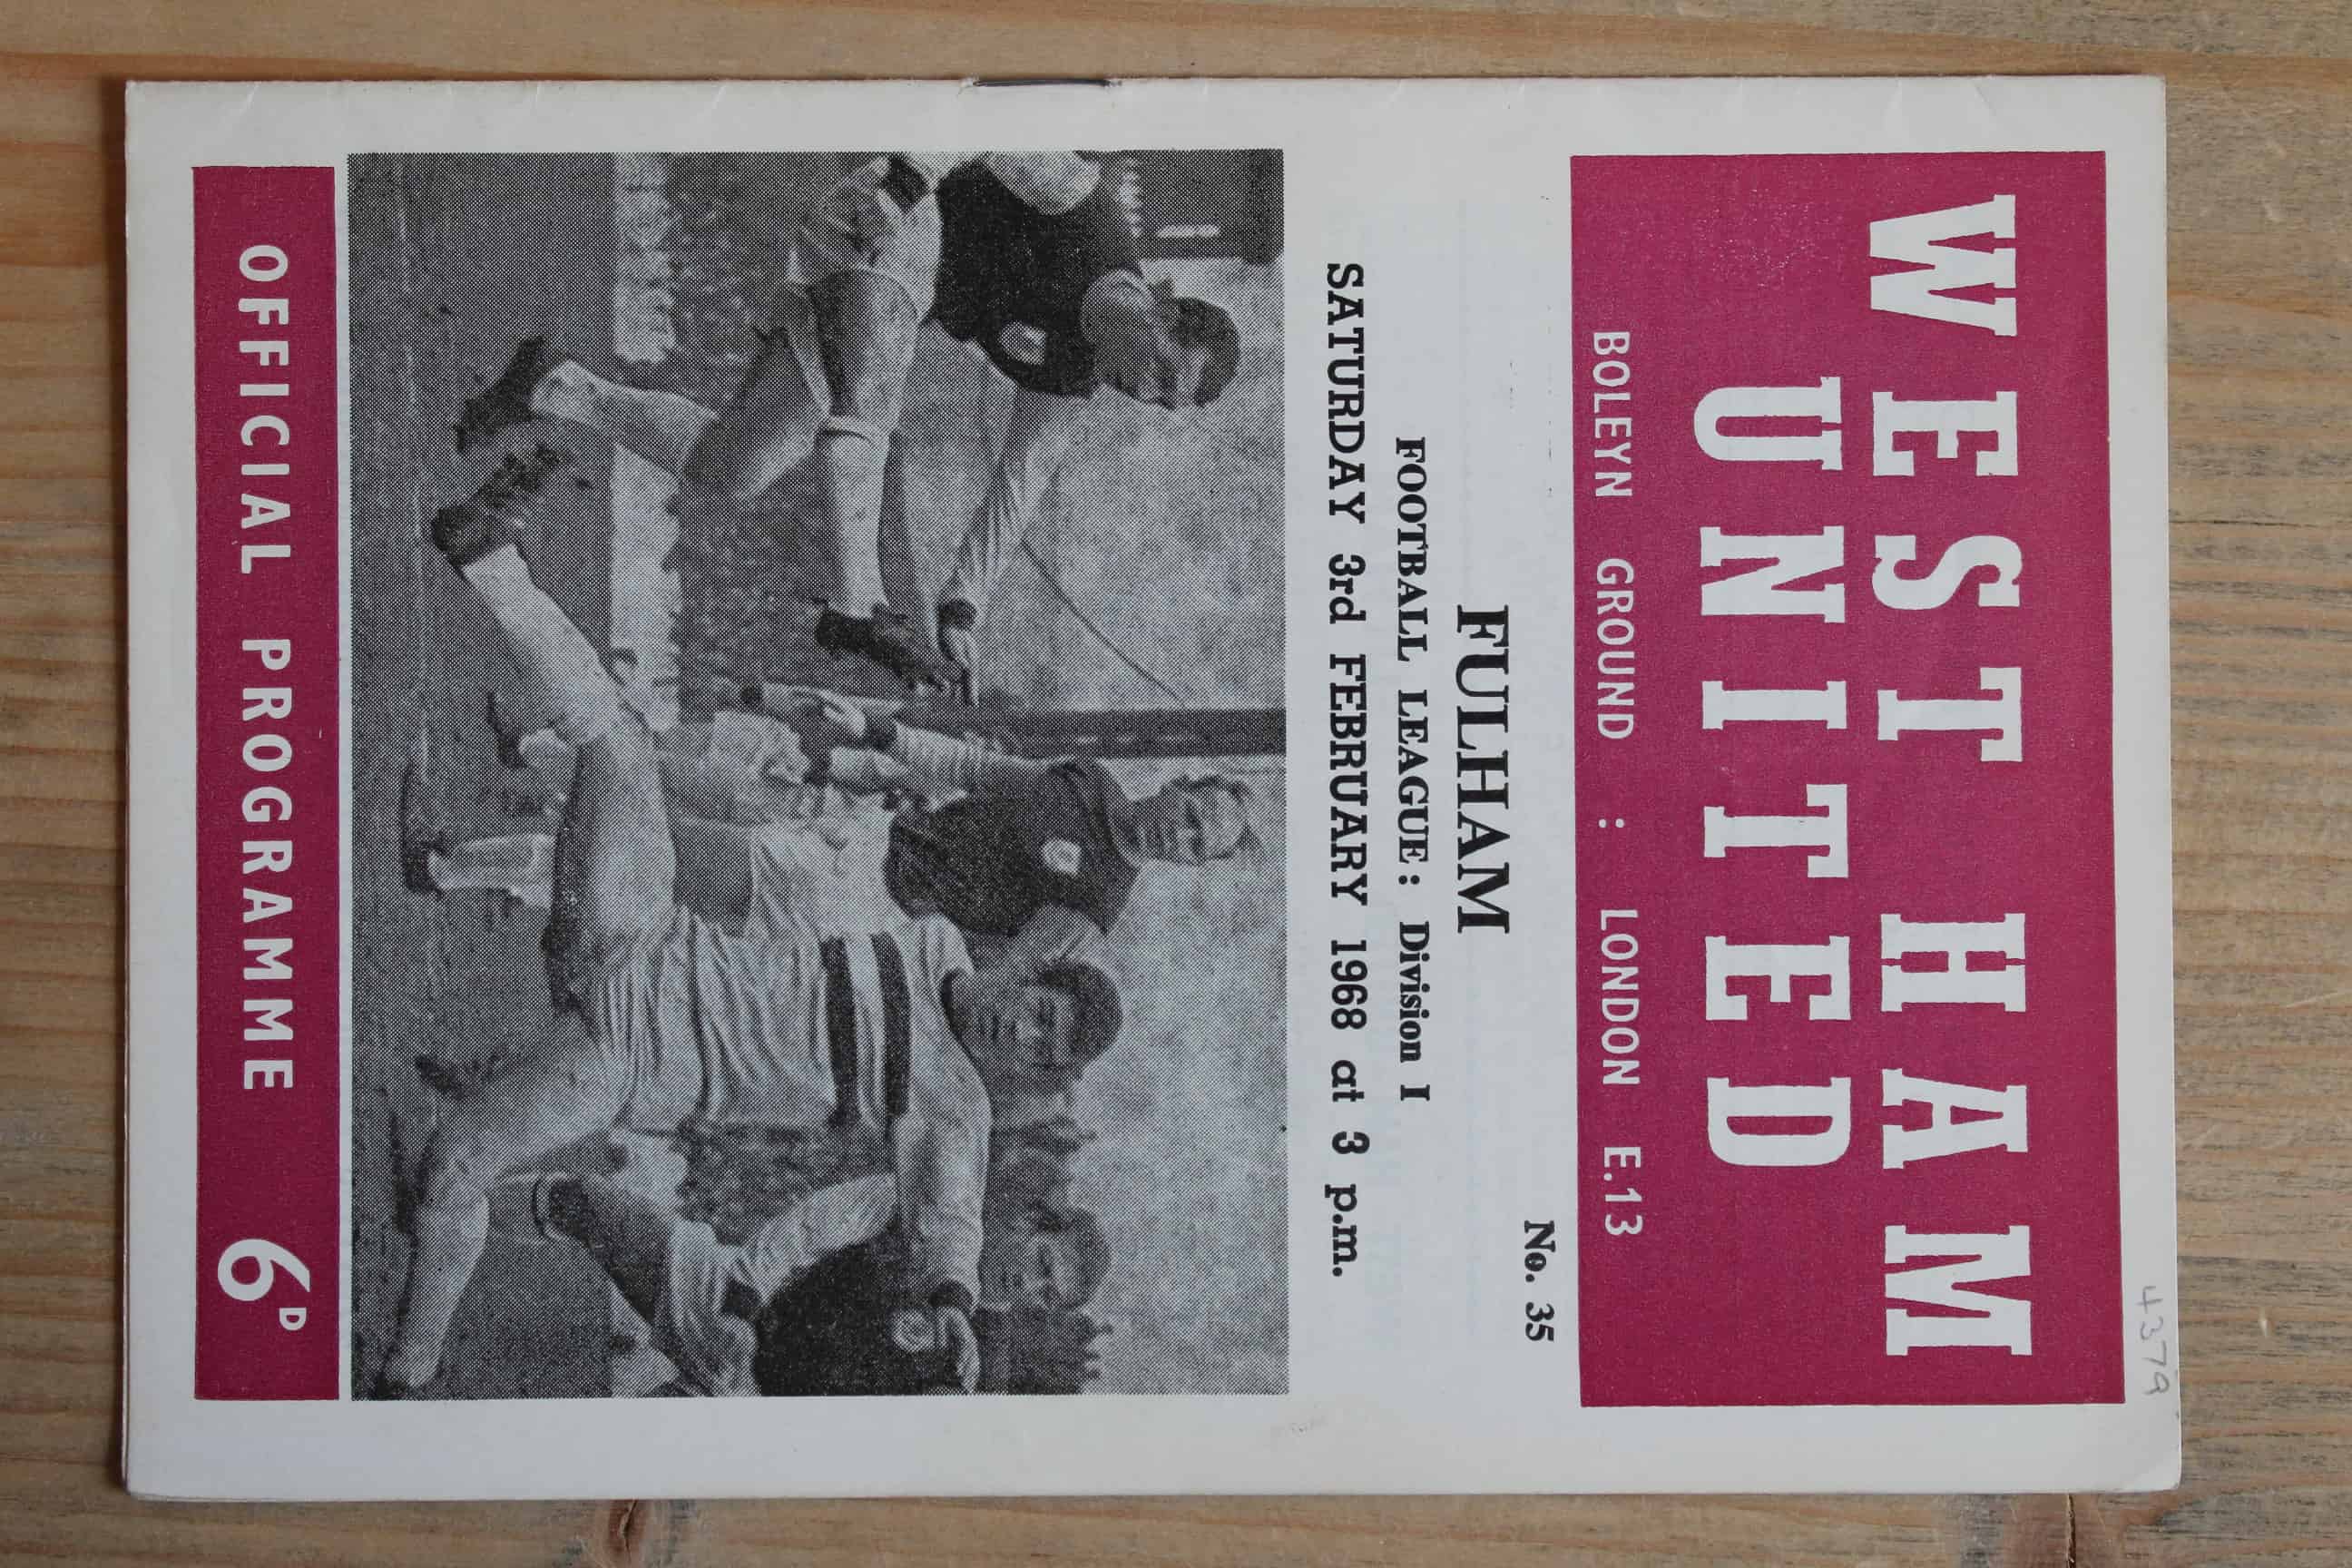 4379
WEST HAM
UNITED
BOLEYN GROUND : LONDON E.13
No. 35
FULHAM
FOOTBALL LEAGUE: Division I
SATURDAY 3rd FEBRUARY 1968 at 3 p.m.
OFFICIAL PROGRAMME 6D